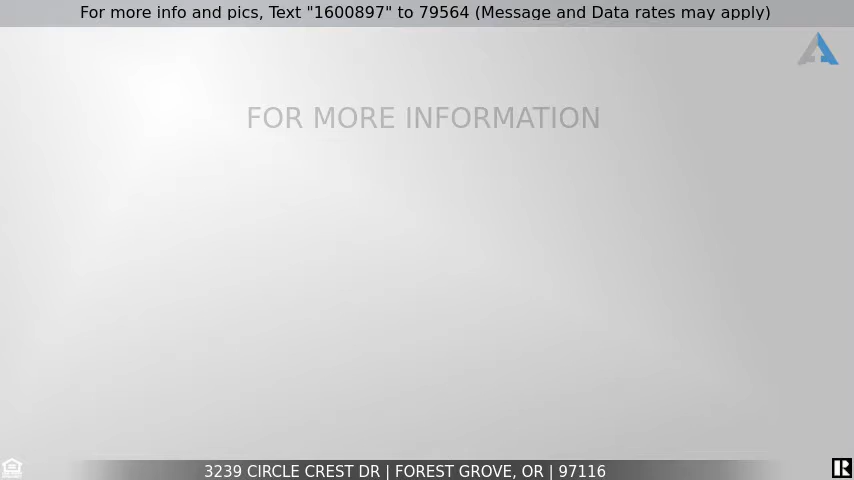 For more info and pics, Text "1600897" to 79564 (Message and Data rates may apply)
FOR MORE INFORMATION
3239 CIRCLE CREST DR | FOREST GROVE, OR | 97116